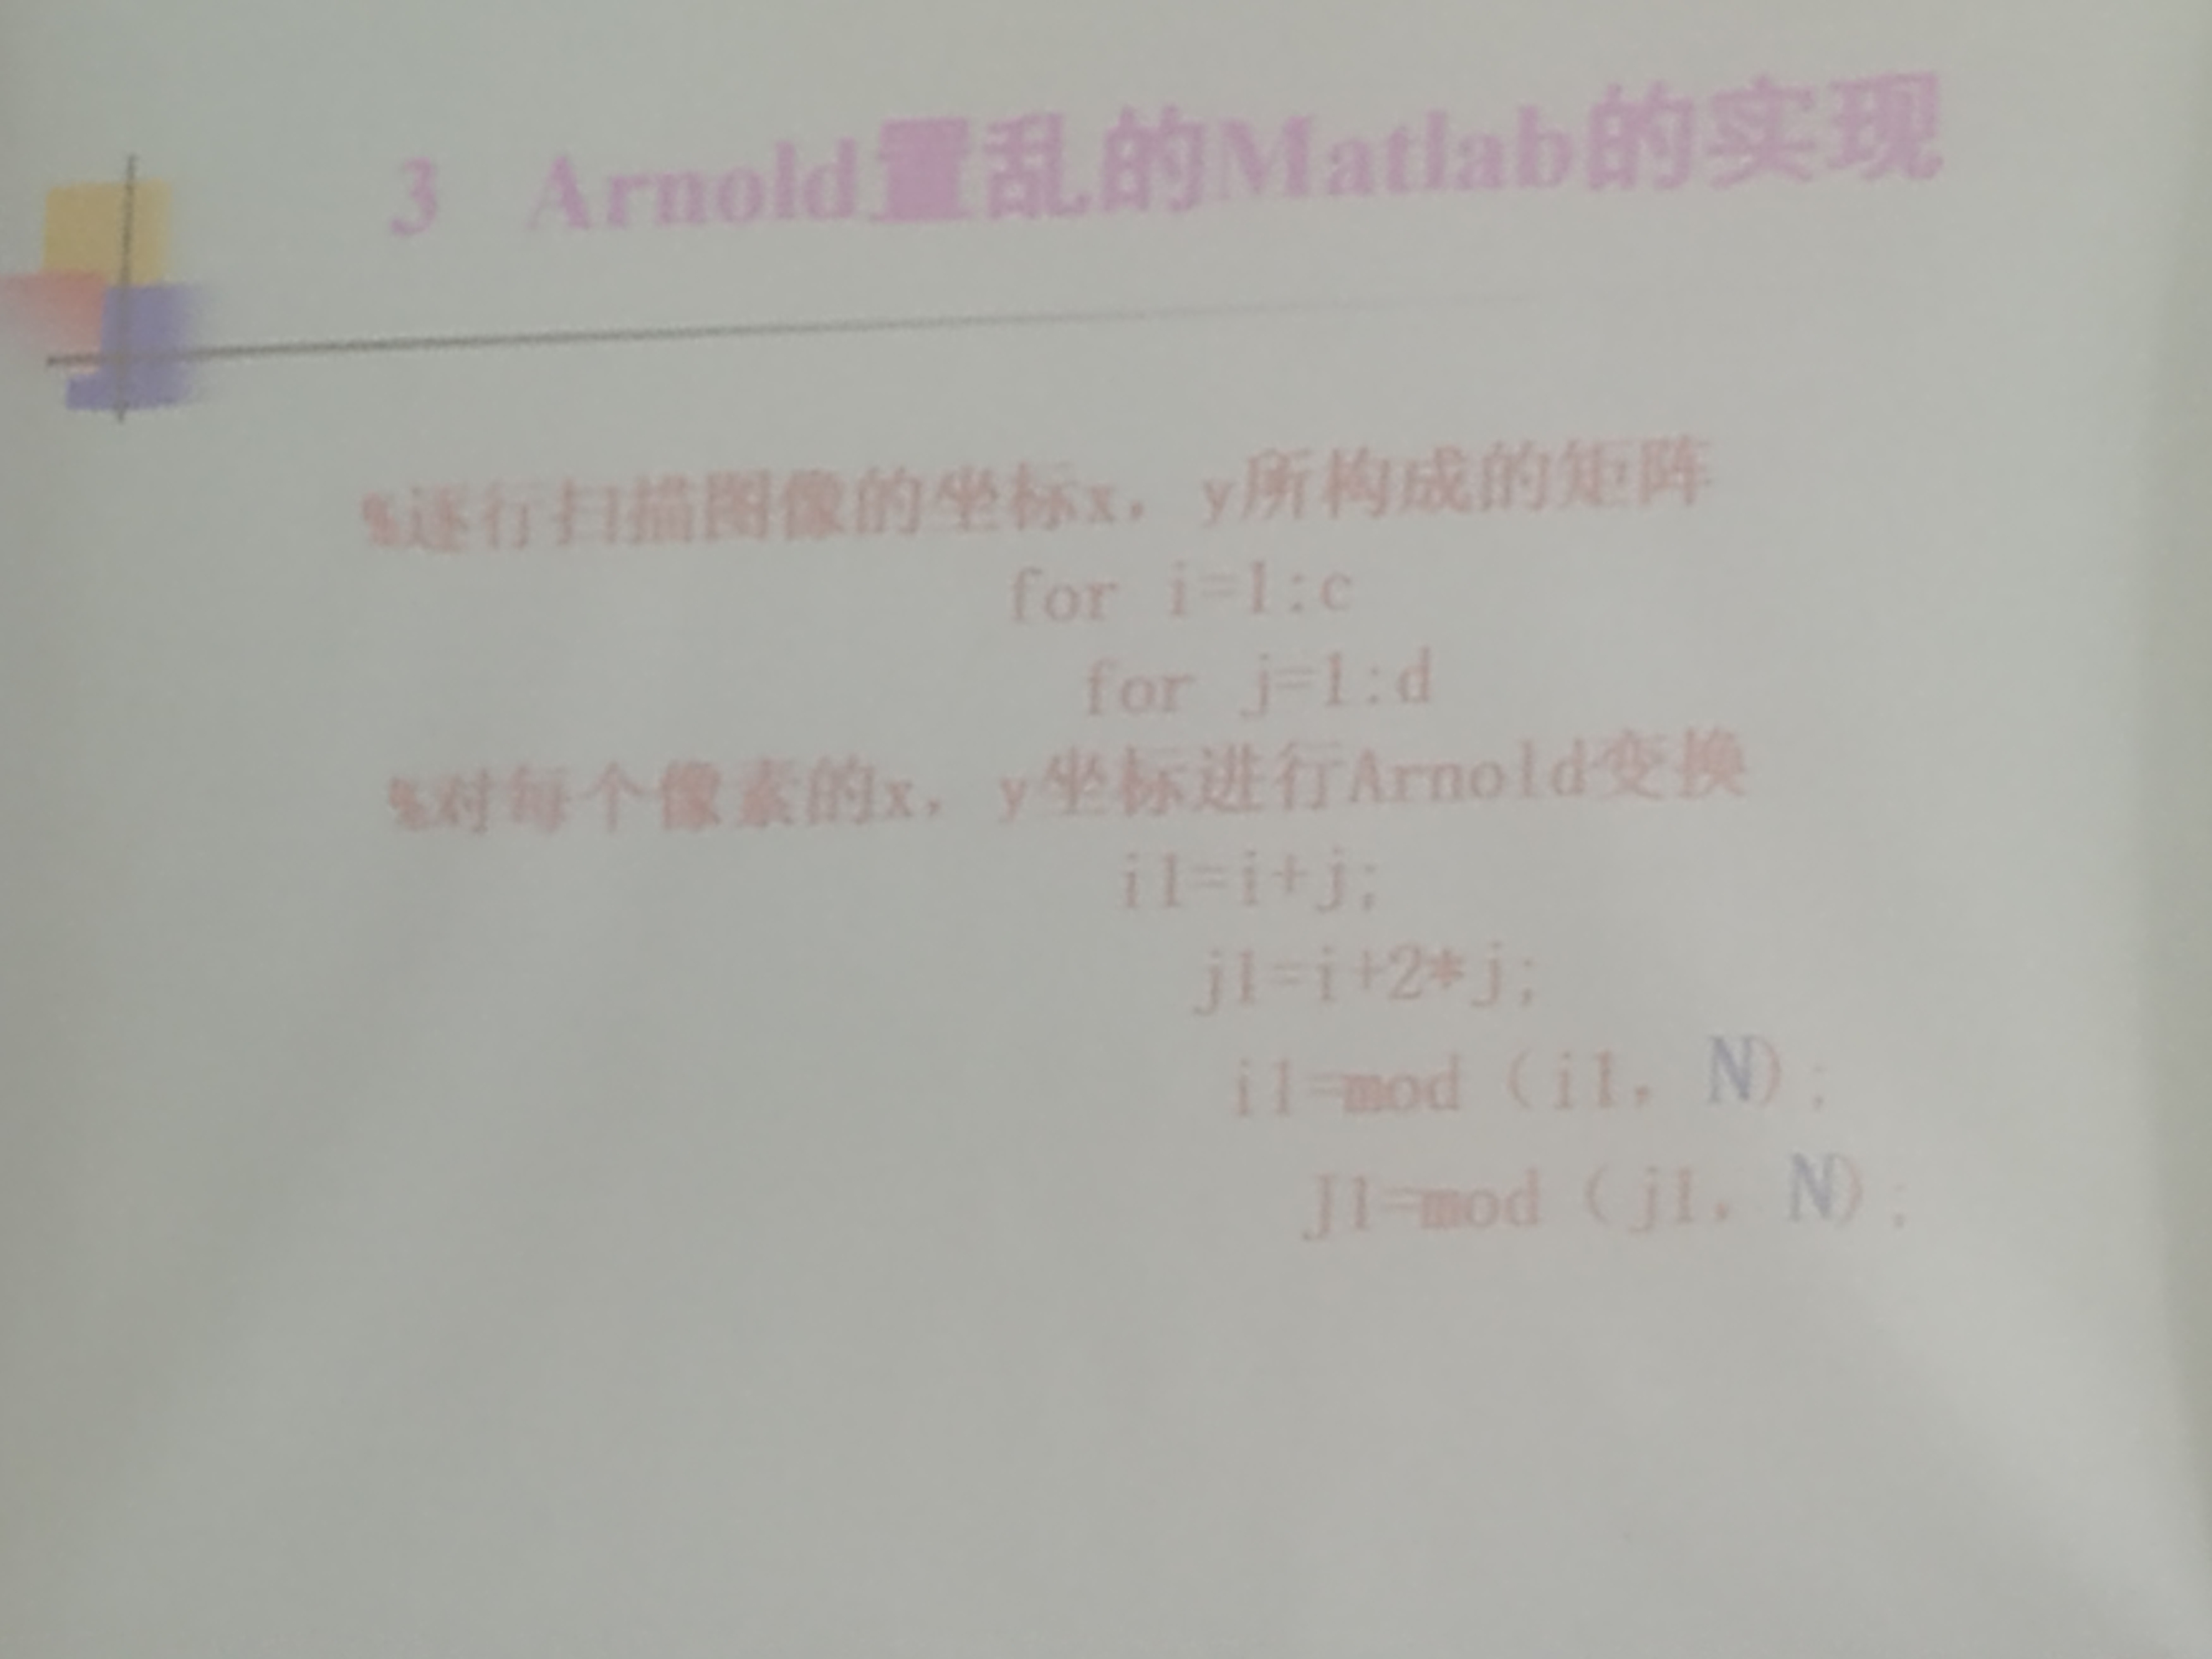 3 Arnold置乱的Matlab的实现
%逐行扫描图像的坐标x，y所构成的矩阵
for i=1:c
for j=1:d
%对每个像素的x，y坐标进行Arnold变换
i1=i+j;
j1=i+2*j;
i1=mod（i1，N）;
J1=mod（j1，N）;